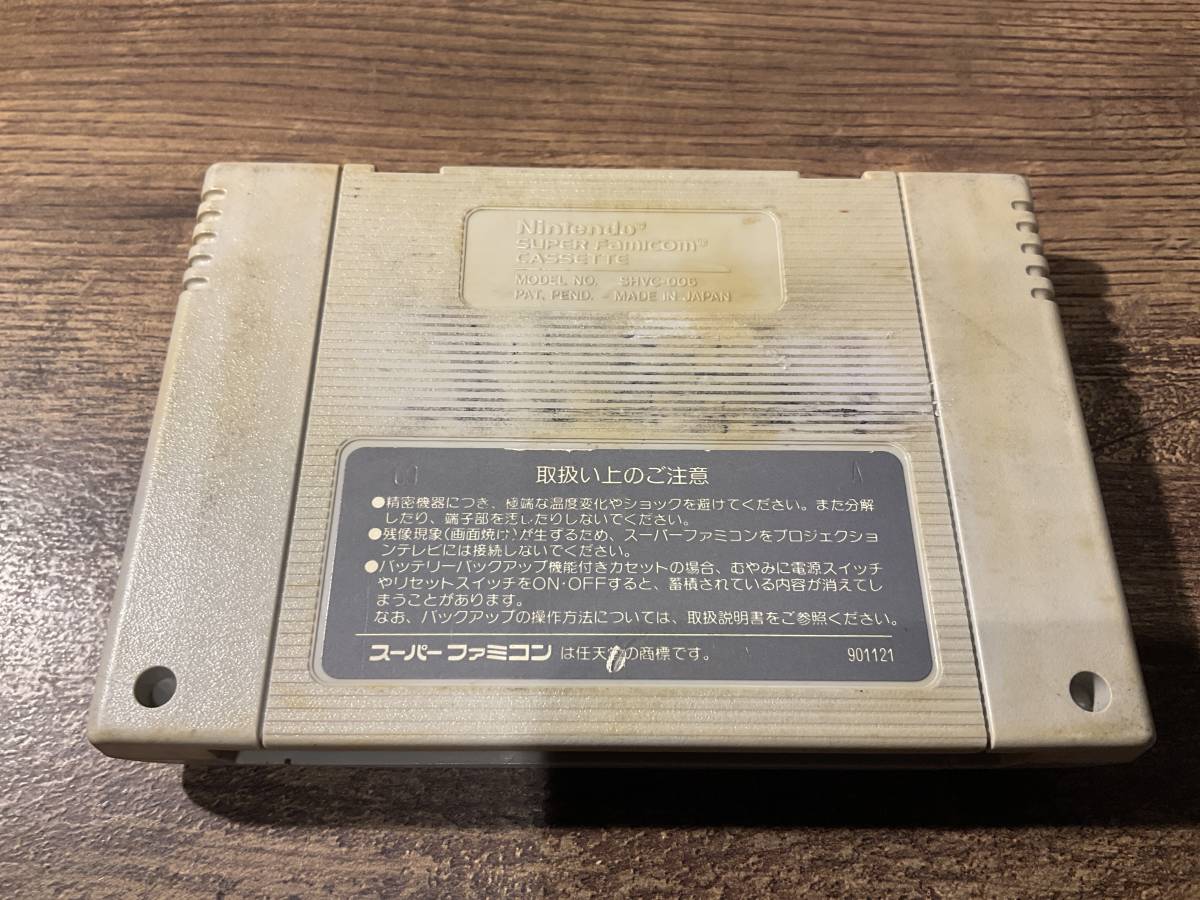 Nintendo®
SUPER Famicom®
CASSETTE
MODEL NO. SHVC-006
PAT. PEND. - MADE IN JAPAN
取扱い上のご注意
●精密機器につき、極端な温度変化やショックを避けてください。また分解
したり、端子部を汚したりしないでください。
●残像現象(画面焼け)が生ずるため、スーパーファミコンをプロジェクショ
ンテレビには接続しないでください。
●バッテリーバックアップ機能付きカセットの場合、むやみに電源スイッチ
やリセットスイッチをON·OFFすると、蓄積されている内容が消えてし
まうことがあります。
なお、バックアップの操作方法については、取扱説明書をご参照ください。
スーパーファミコン は任天堂の商標です。 901121